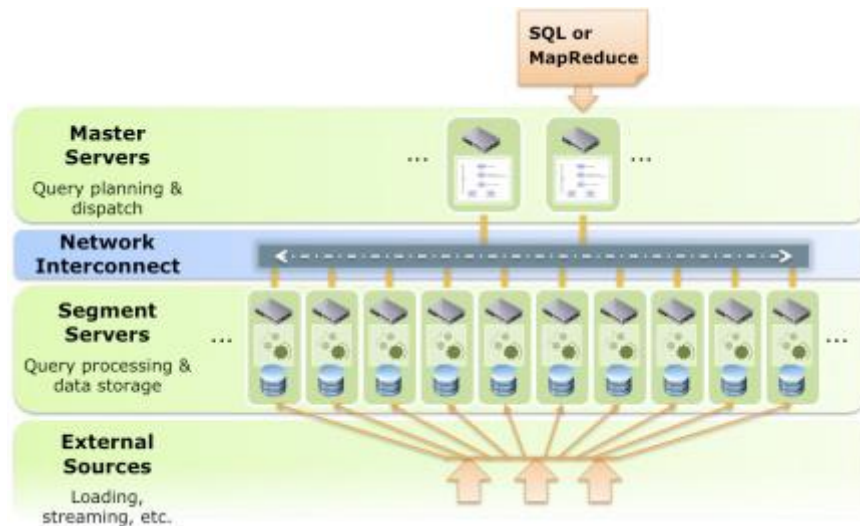 SQL or
MapReduce
Master
Servers
Query planning &
dispatch
...
...
Network
Interconnect
Segment
Servers
Query processing &
data storage
...
...
External
Sources
Loading,
streaming, etc.